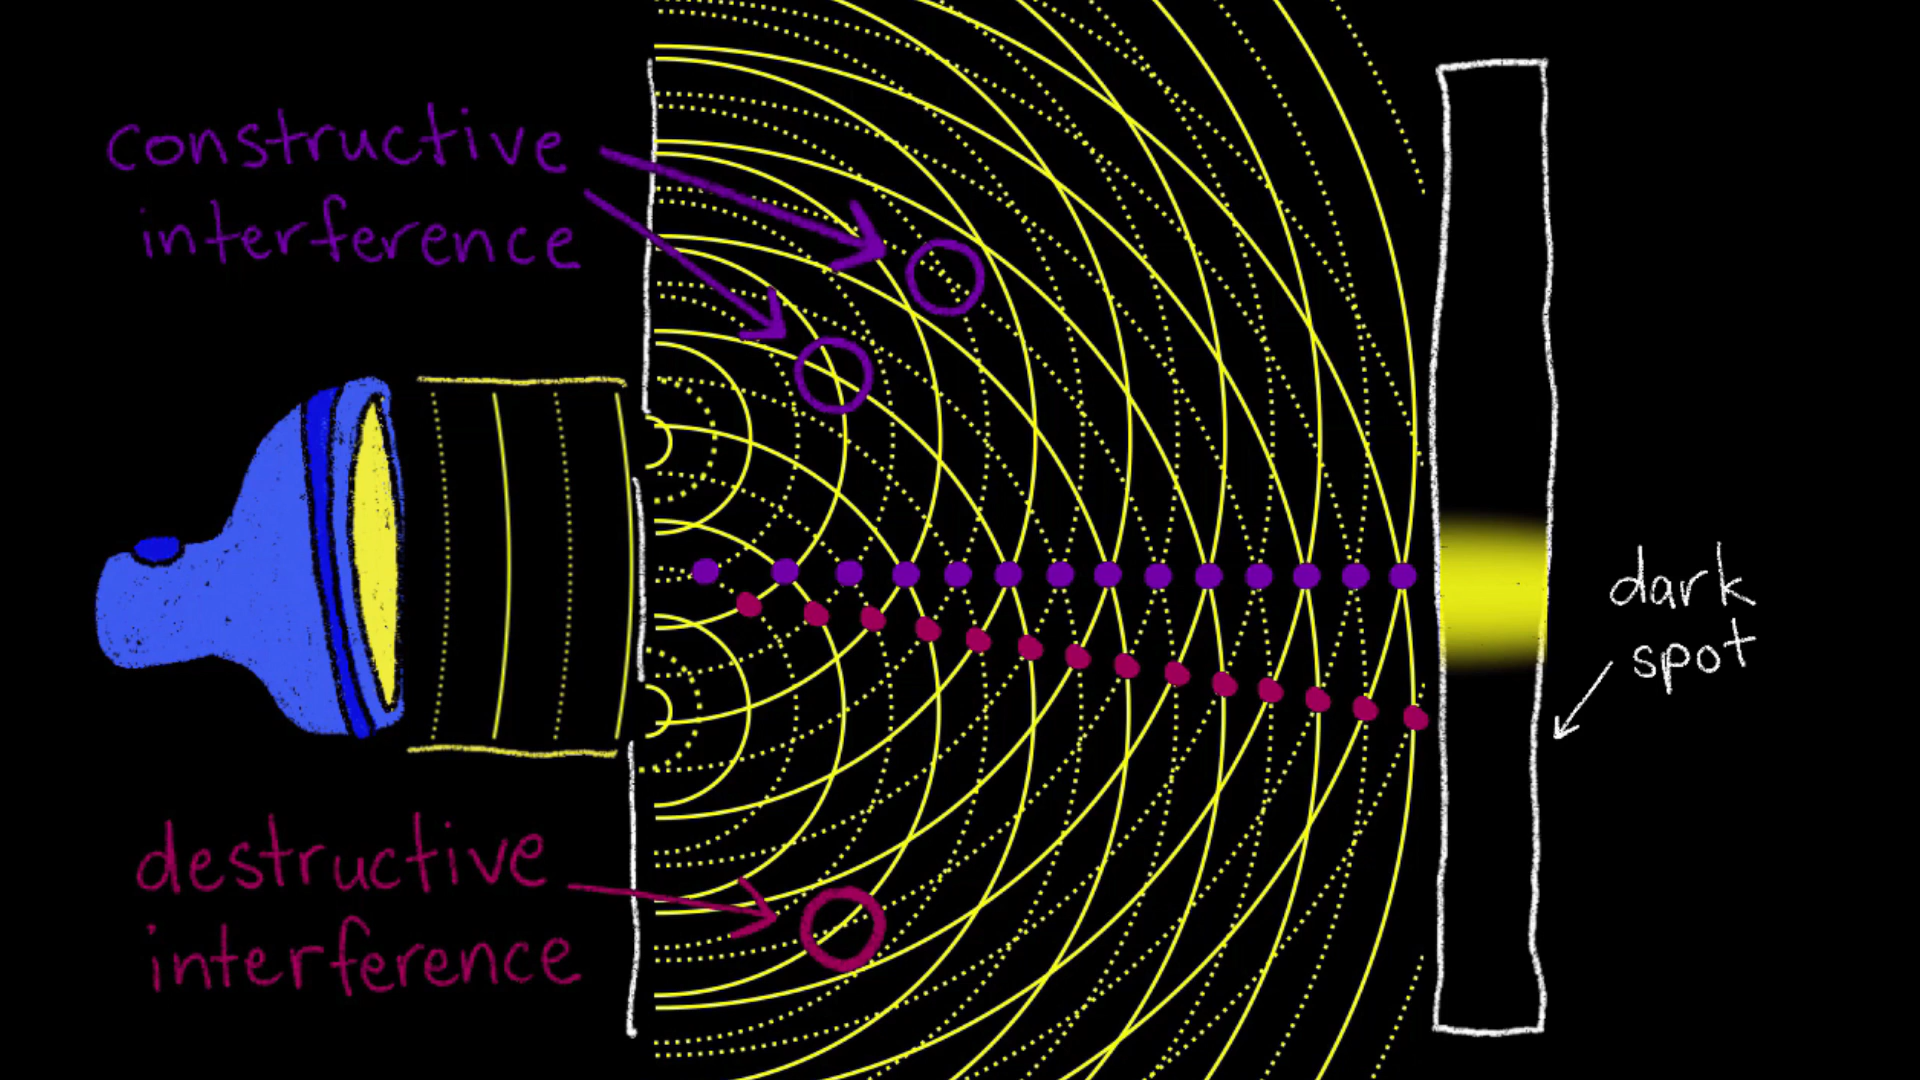 constructive
interference
dark
spot
destructive
interference